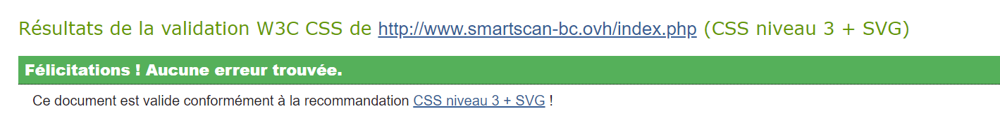 Résultats de la validation W3C CSS de http://www.smartscan-bc.ovh/index.php (CSS niveau 3 + SVG)
Félicitations ! Aucune erreur trouvée.
Ce document est valide conformément à la recommandation CSS niveau 3 + SVG !